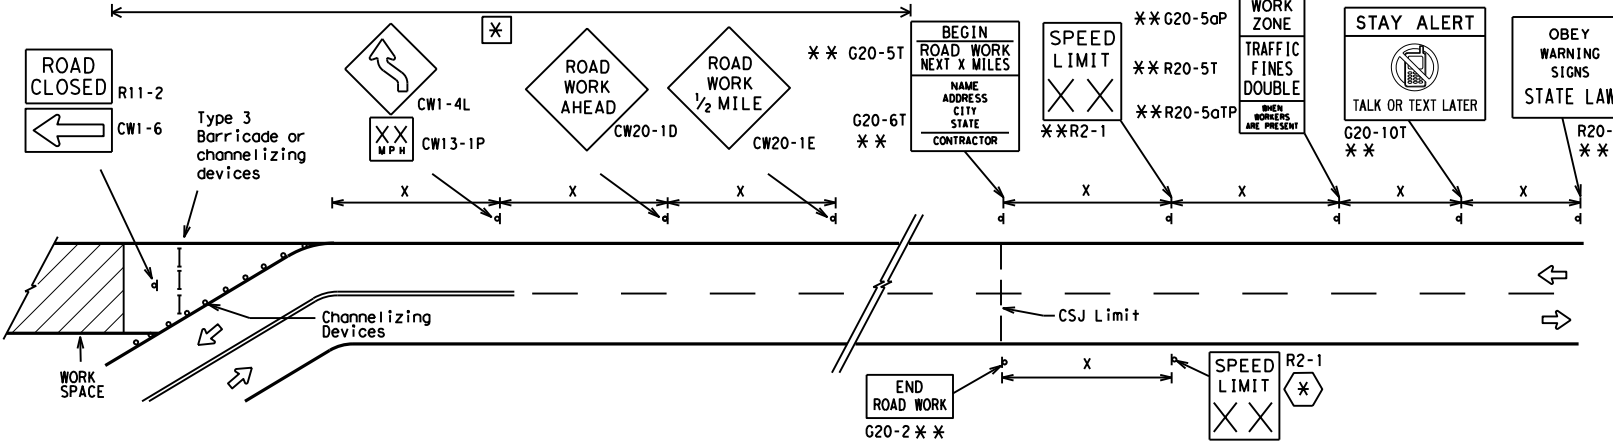 ROAD
CLOSED
R11-2
CW1-6
Type 3
Barricade or
channelizing
devices
CW1-4L
XX
MPH
CW13-1P
*
ROAD
WORK
AHEAD
CW20-1D
ROAD
WORK
1/2 MILE
CW20-1E
** G20-5T
BEGIN
ROAD WORK
NEXT X MILES
NAME
ADDRESS
CITY
STATE
CONTRACTOR
G20-6T
**
SPEED
LIMIT
XX
**R2-1
**G20-5aP
WORK
ZONE
**R20-5T
TRAFFIC
FINES
DOUBLE
**R20-5aTP
WHEN
WORKERS
ARE PRESENT
STAY ALERT
TALK OR TEXT LATER
G20-10T
**
OBEY
WARNING
SIGNS
STATE LAW
R20-
**
X
X
X
X
X
X
X
Channelizing
Devices
WORK
SPACE
CSJ Limit
X
END
ROAD WORK
G20-2 **
SPEED
LIMIT
XX
R2-1
*